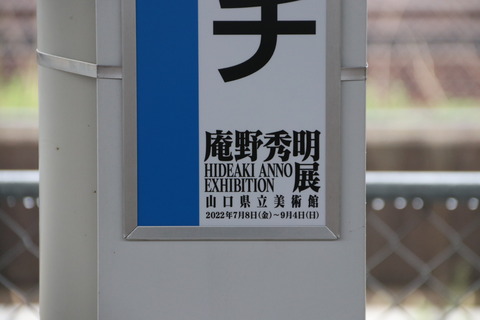 チ
庵野秀明
HIDEAKI ANNO
EXHIBITION 展
山口県立美術館
2022年7月8日(金)~9月4日(日)